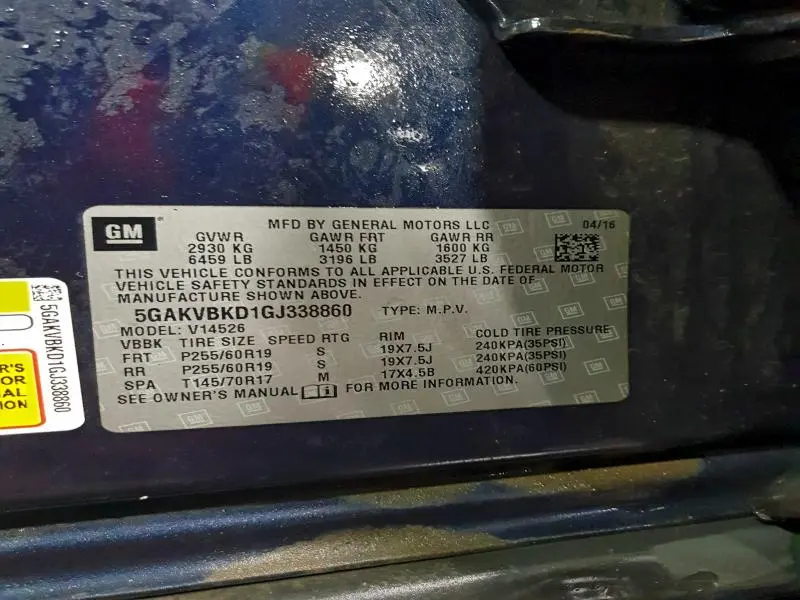 GM
MFD BY GENERAL MOTORS LLC 04/16
GVWR GAWR FRT GAWR RR
2930 KG 1450 KG 1600 KG
6459 LB 3196 LB 3527 LB
THIS VEHICLE CONFORMS TO ALL APPLICABLE U.S. FEDERAL MOTOR
VEHICLE SAFETY STANDARDS IN EFFECT ON THE DATE OF
MANUFACTURE SHOWN ABOVE.
5GAKVBKD1GJ338860 TYPE: M.P.V.
MODEL: V14526
VBBK TIRE SIZE SPEED RTG RIM COLD TIRE PRESSURE
FRT P255/60R19 S 19X7.5J 240KPA(35PSI)
RR P255/60R19 S 19X7.5J 240KPA(35PSI)
SPA T145/70R17 M 17X4.5B 420KPA(60PSI)
SEE OWNER'S MANUAL FOR MORE INFORMATION.
5GAKVBKD1GJ338860